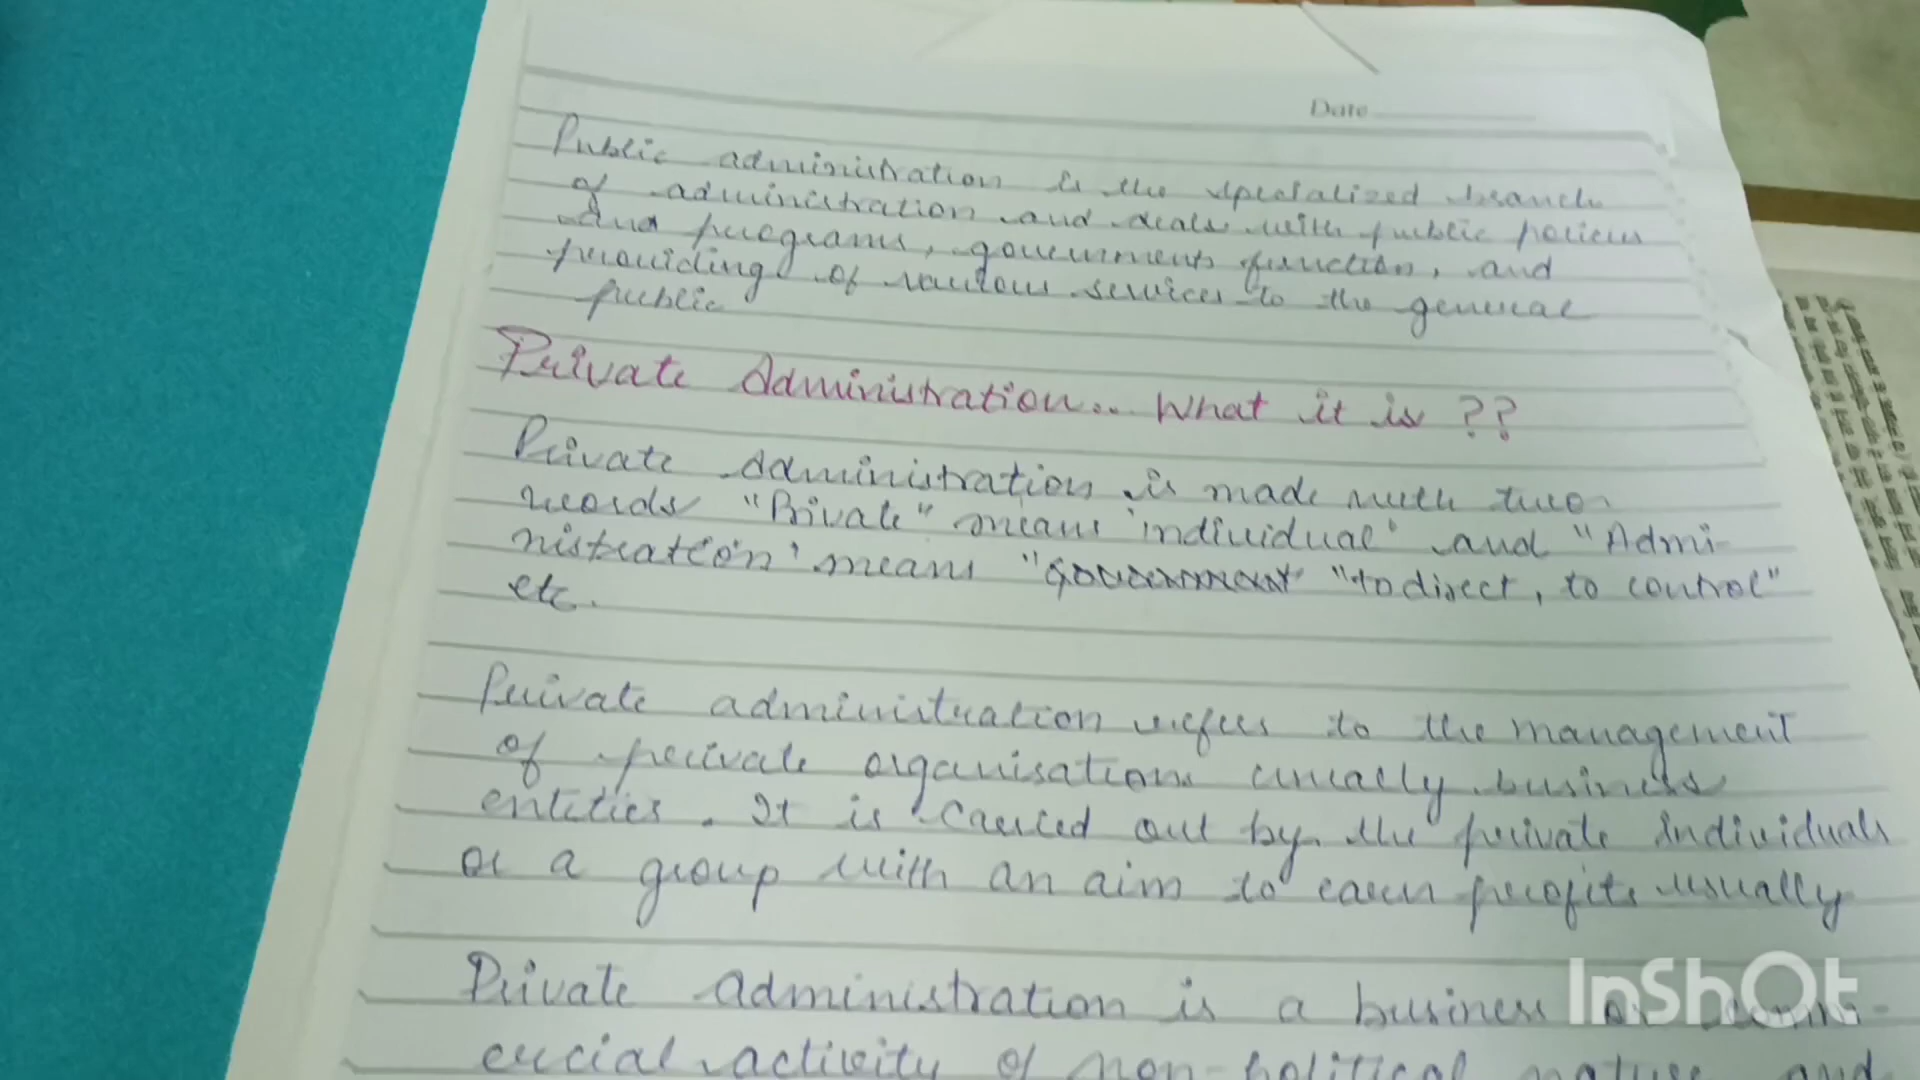 Date
Public administration is the specialized branch
of administration and deals with public policies
And programs, governments function, and
providing of various services to the general
public
Private Administration.. What it is ??
Private Administration is made with two
words "Private" means 'individual' and "Admi-
nistration' means "government "to direct, to control"
etc.
Private administration refers to the management
of private organisations usually business
entities. It is carried out by the private individuals
or a group with an aim to earn profits usually
Private administration is a business or comm-
ercial activity of non-political nature and
InShOt